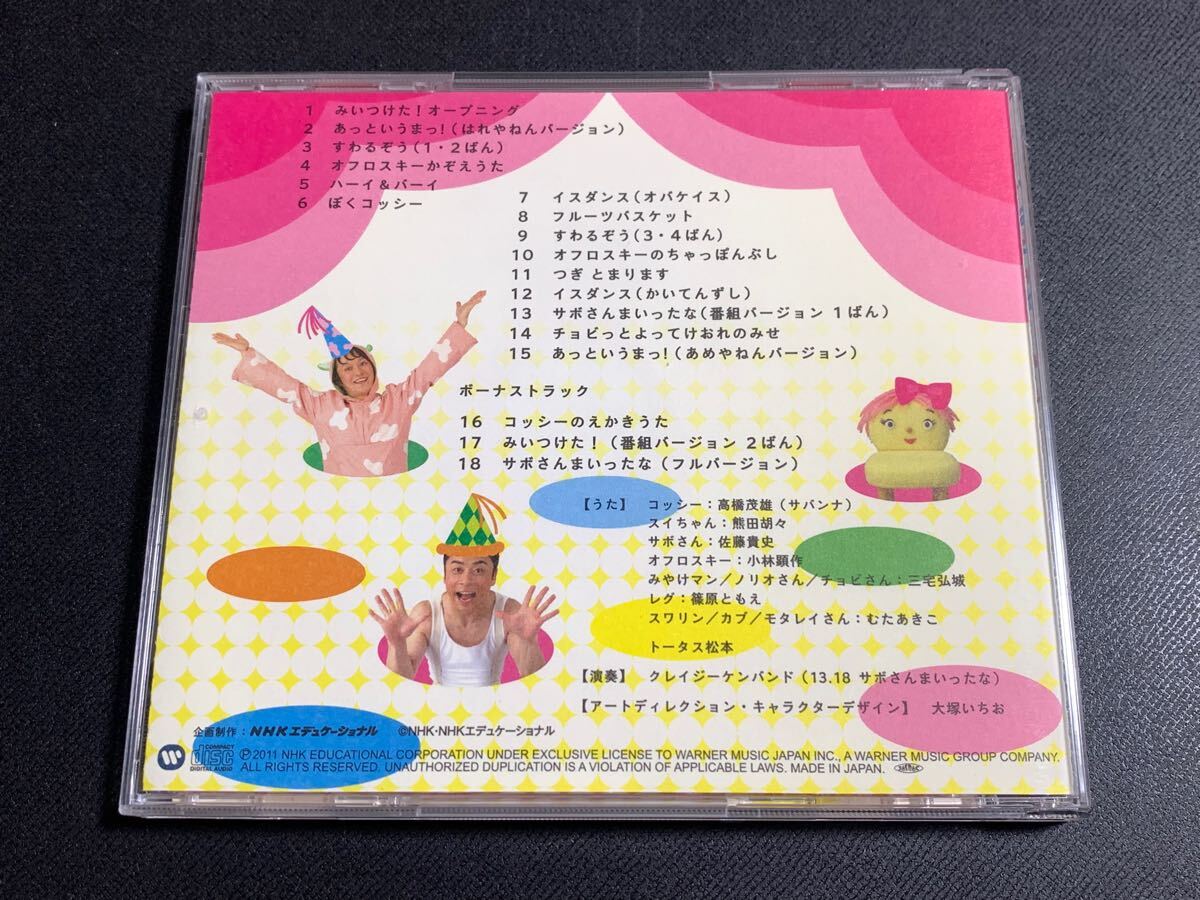 1 みいつけた！オープニング
2 あっというまっ！（はれやねんバージョン）
3 すわるぞう（1・2ばん）
4 オフロスキーかぞえうた
5 ハーイ＆バーイ
6 ぼくコッシー
7 イスダンス（オバケイス）
8 フルーツバスケット
9 すわるぞう（3・4ばん）
10 オフロスキーのちゃっぽんぶし
11 つぎ とまります
12 イスダンス（かいてんずし）
13 サボさんまいったな（番組バージョン 1ばん）
14 チョビっとよってけおれのみせ
15 あっというまっ！（あめやねんバージョン）
ボーナストラック
16 コッシーのえかきうた
17 みいつけた！（番組バージョン 2ばん）
18 サボさんまいったな（フルバージョン）
【うた】 コッシー：高橋茂雄（サバンナ）
スイちゃん：熊田胡々
サボさん：佐藤貴史
オフロスキー：小林顕作
みやけマン／ノリオさん／チョビさん：三宅弘城
レグ：篠原ともえ
スワリン／カブ／モタレイさん：むたあきこ
トータス松本
【演奏】 クレイジーケンバンド（13.18 サボさんまいったな）
【アートディレクション・キャラクターデザイン】 大塚いちお
企画制作：NHKエデュケーショナル ©NHK・NHKエデュケーショナル
COMPACT disc DIGITAL AUDIO
℗2011 NHK EDUCATIONAL CORPORATION UNDER EXCLUSIVE LICENSE TO WARNER MUSIC JAPAN INC., A WARNER MUSIC GROUP COMPANY.
ALL RIGHTS RESERVED. UNAUTHORIZED DUPLICATION IS A VIOLATION OF APPLICABLE LAWS. MADE IN JAPAN.